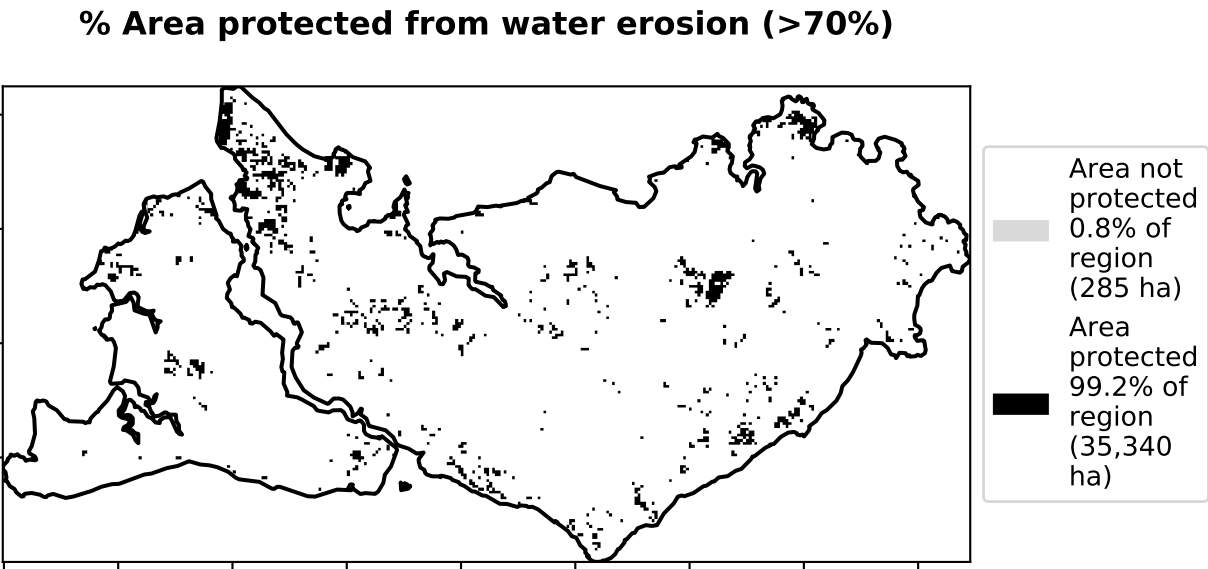 % Area protected from water erosion (>70%)
Area not
protected
0.8% of
region
(285 ha)
Area
protected
99.2% of
region
(35,340
ha)